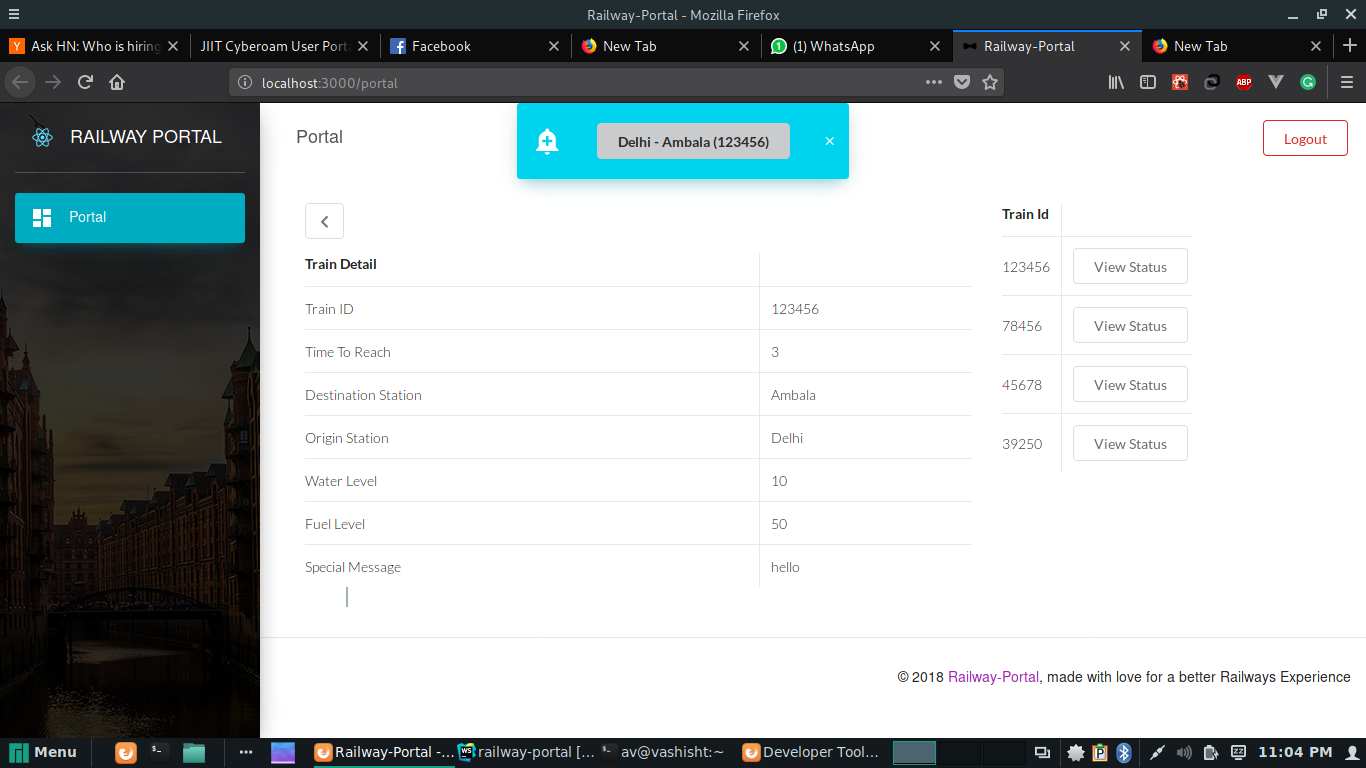 Railway-Portal - Mozilla Firefox
Ask HN: Who is hiring
JIIT Cyberoam User Porta
Facebook
New Tab
(1) WhatsApp
Railway-Portal
New Tab
localhost:3000/portal
ABP
RAILWAY PORTAL
Portal
Portal
Delhi - Ambala (123456)
Logout
Train Detail
Train ID 123456
Time To Reach 3
Destination Station Ambala
Origin Station Delhi
Water Level 10
Fuel Level 50
Special Message hello
Train Id
123456 View Status
78456 View Status
45678 View Status
39250 View Status
© 2018 Railway-Portal, made with love for a better Railways Experience
Menu
Railway-Portal -...
railway-portal [...
av@vashisht:~
Developer Tool...
11:04 PM